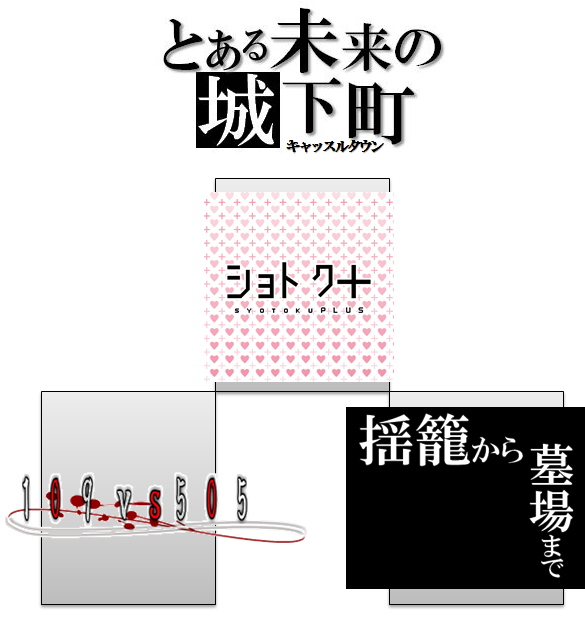 とある未来の
城下町
キャッスルタウン
ショトク＋
SYOTOKUPLUS
109vs505
揺籠から
墓場まで